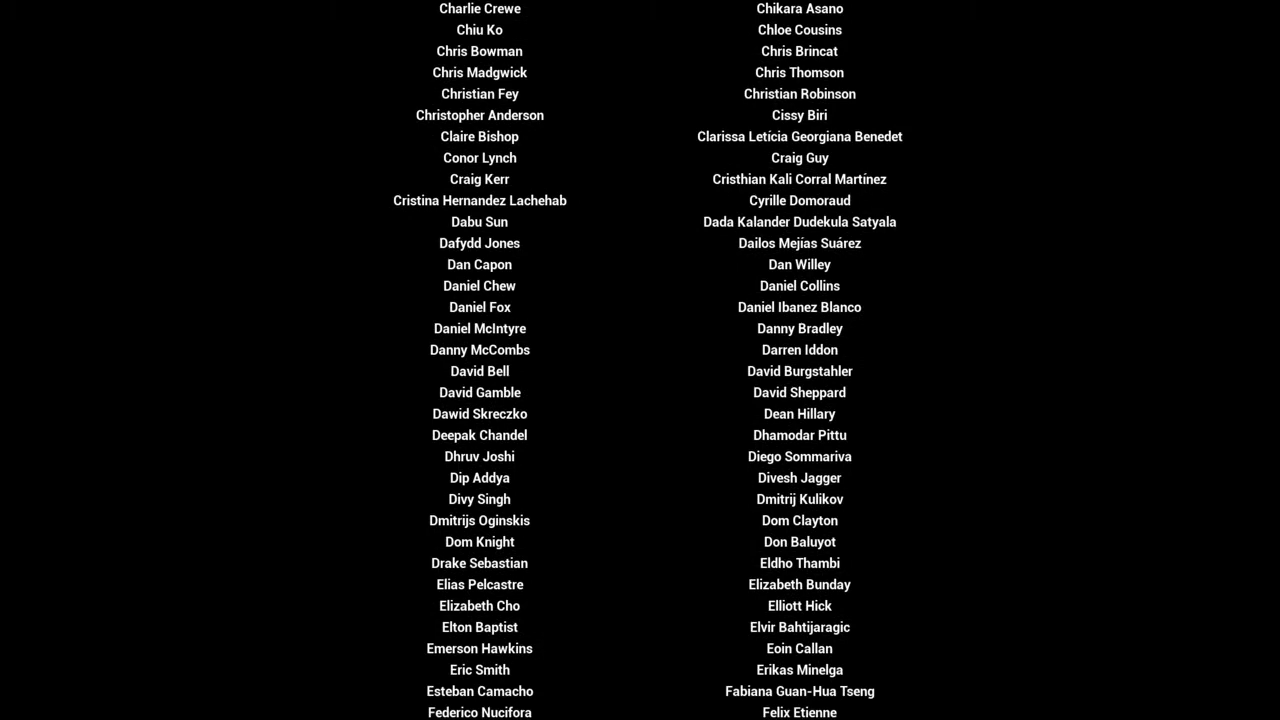 Charlie Crewe Chikara Asano
Chiu Ko Chloe Cousins
Chris Bowman Chris Brincat
Chris Madgwick Chris Thomson
Christian Fey Christian Robinson
Christopher Anderson Cissy Biri
Claire Bishop Clarissa Letícia Georgiana Benedet
Conor Lynch Craig Guy
Craig Kerr Cristhian Kali Corral Martínez
Cristina Hernandez Lachehab Cyrille Domoraud
Dabu Sun Dada Kalander Dudekula Satyala
Dafydd Jones Dailos Mejías Suárez
Dan Capon Dan Willey
Daniel Chew Daniel Collins
Daniel Fox Daniel Ibanez Blanco
Daniel McIntyre Danny Bradley
Danny McCombs Darren Iddon
David Bell David Burgstahler
David Gamble David Sheppard
Dawid Skreczko Dean Hillary
Deepak Chandel Dhamodar Pittu
Dhruv Joshi Diego Sommariva
Dip Addya Divesh Jagger
Divy Singh Dmitrij Kulikov
Dmitrijs Oginskis Dom Clayton
Dom Knight Don Baluyot
Drake Sebastian Eldho Thambi
Elias Pelcastre Elizabeth Bunday
Elizabeth Cho Elliott Hick
Elton Baptist Elvir Bahtijaragic
Emerson Hawkins Eoin Callan
Eric Smith Erikas Minelga
Esteban Camacho Fabiana Guan-Hua Tseng
Federico Nucifora Felix Etienne